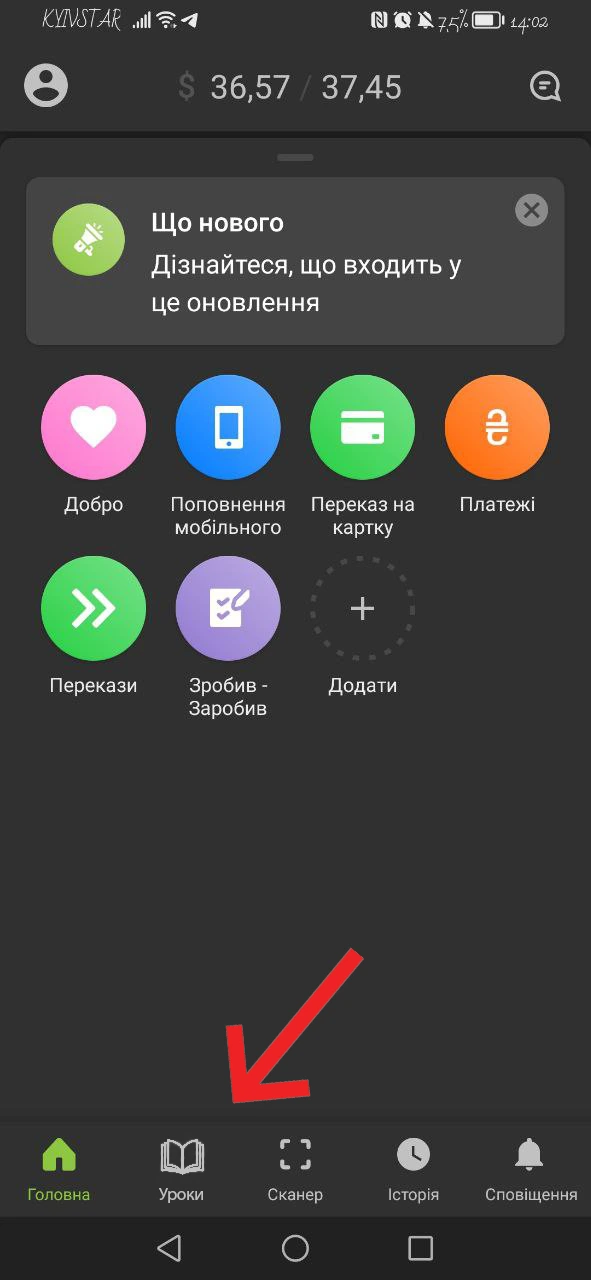 KYIVSTAR 75% 14:02
$ 36,57 / 37,45
Що нового
Дізнайтеся, що входить у
це оновлення
Добро
Поповнення
мобільного
Переказ на
картку
Платежі
Перекази
Зробив -
Заробив
Додати
Головна
Уроки
Сканер
Історія
Сповіщення